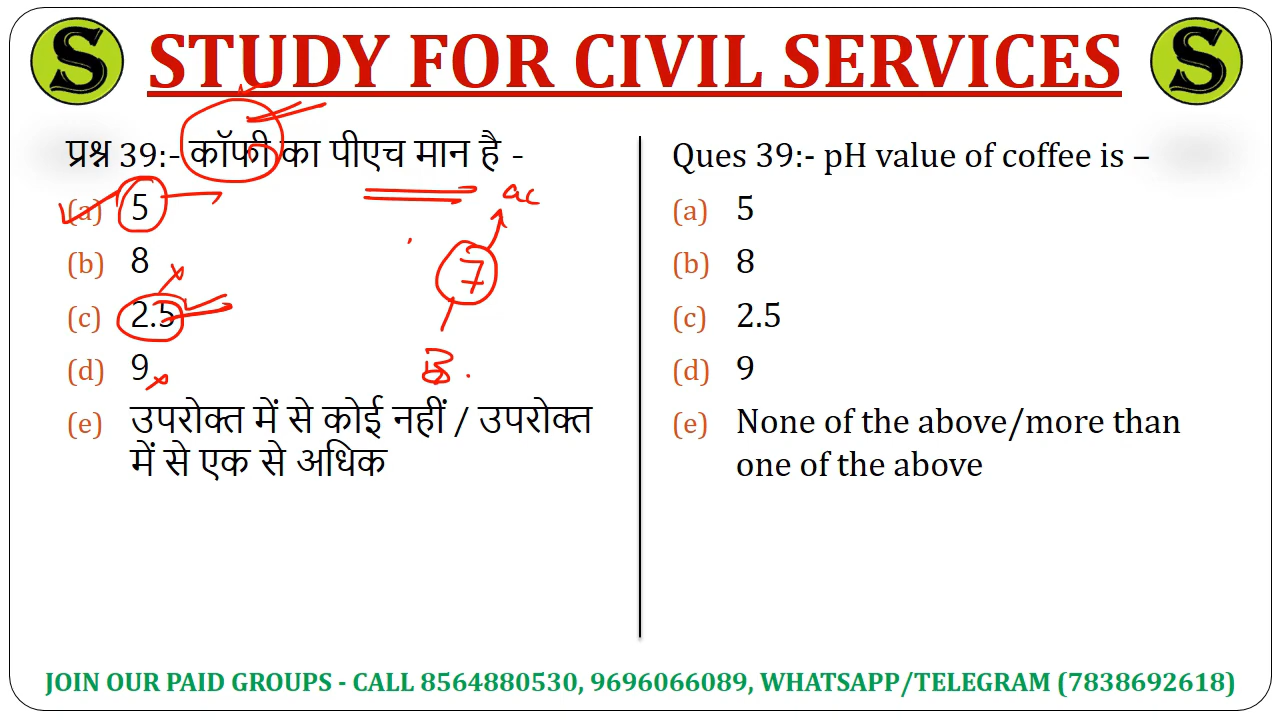 S STUDY FOR CIVIL SERVICES S
प्रश्न 39:- कॉफी का पीएच मान है -
(a) 5
(b) 8
(c) 2.5
(d) 9
(e) उपरोक्त में से कोई नहीं / उपरोक्त
में से एक से अधिक
ac
7
B
Ques 39:- pH value of coffee is –
(a) 5
(b) 8
(c) 2.5
(d) 9
(e) None of the above/more than
one of the above
JOIN OUR PAID GROUPS - CALL 8564880530, 9696066089, WHATSAPP/TELEGRAM (7838692618)